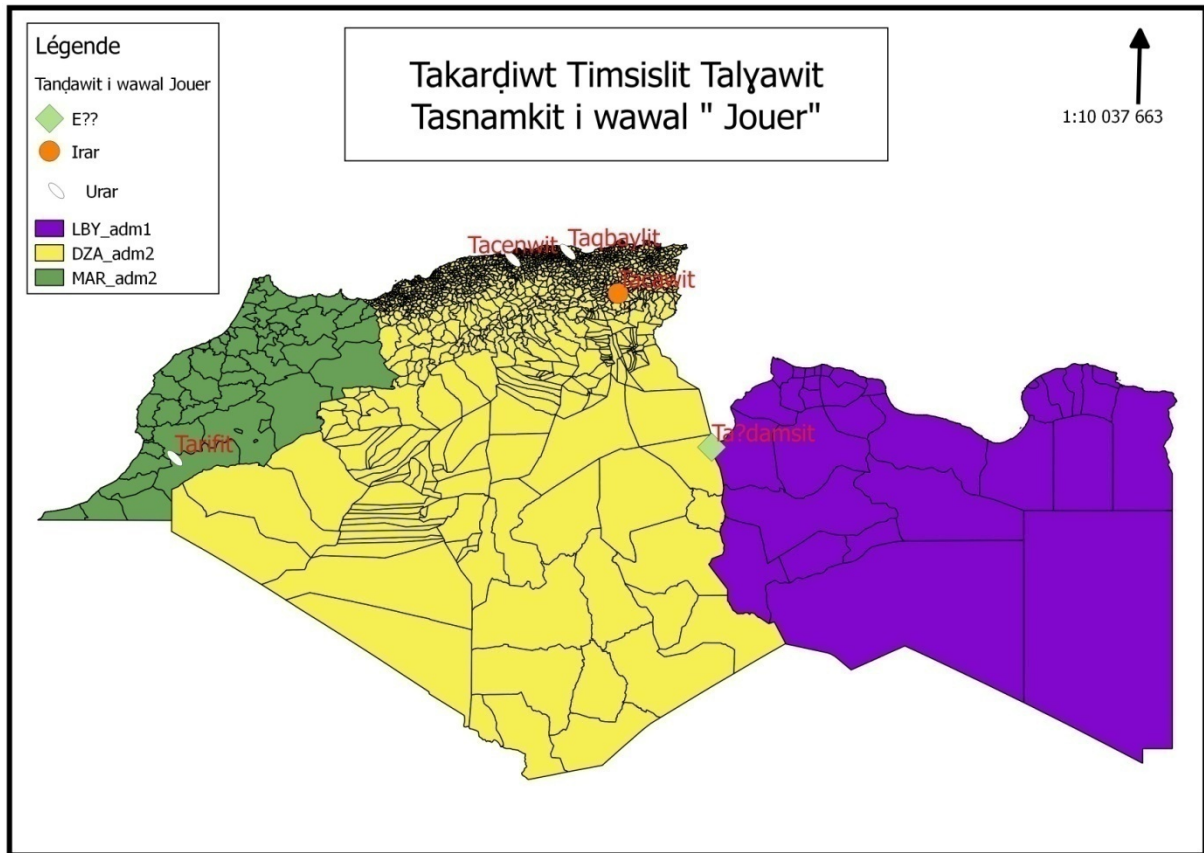 Légende
Tanḍawit i wawal Jouer
E??
Irar
Urar
LBY_adm1
DZA_adm2
MAR_adm2
Takarḍiwt Timsislit Talɣawit
Tasnamkit i wawal " Jouer"
1:10 037 663
Tacenwit
Taqbaylit
Tacawit
Tarifit
Ta?damsit